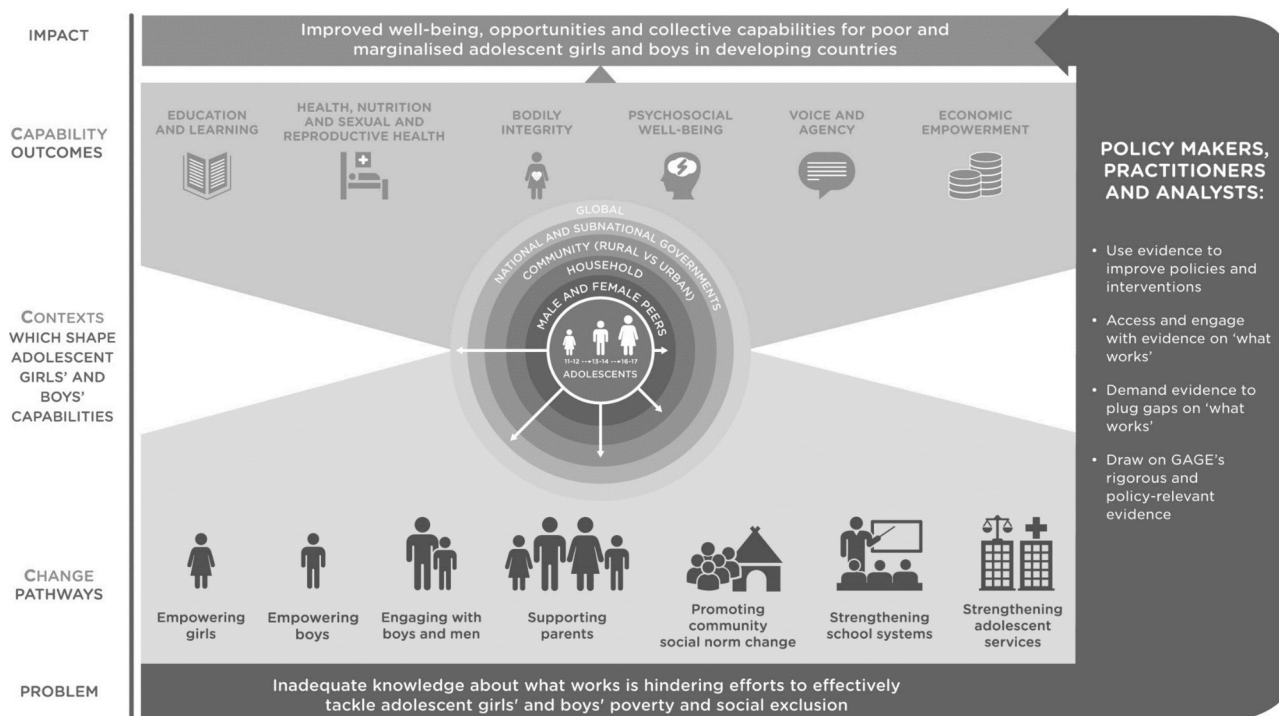 IMPACT
Improved well-being, opportunities and collective capabilities for poor and
marginalised adolescent girls and boys in developing countries
CAPABILITY
OUTCOMES
EDUCATION
AND LEARNING
HEALTH, NUTRITION
AND SEXUAL AND
REPRODUCTIVE HEALTH
BODILY
INTEGRITY
PSYCHOSOCIAL
WELL-BEING
VOICE AND
AGENCY
ECONOMIC
EMPOWERMENT
CONTEXTS
WHICH SHAPE
ADOLESCENT
GIRLS' AND
BOYS'
CAPABILITIES
GLOBAL
NATIONAL AND SUBNATIONAL GOVERNMENTS
COMMUNITY (RURAL VS URBAN)
HOUSEHOLD
MALE AND FEMALE PEERS
11-12 ---> 13-14 ---> 16-17
ADOLESCENTS
CHANGE
PATHWAYS
Empowering
girls
Empowering
boys
Engaging with
boys and men
Supporting
parents
Promoting
community
social norm change
Strengthening
school systems
Strengthening
adolescent
services
PROBLEM
Inadequate knowledge about what works is hindering efforts to effectively
tackle adolescent girls' and boys' poverty and social exclusion
POLICY MAKERS,
PRACTITIONERS
AND ANALYSTS:
• Use evidence to
improve policies and
interventions
• Access and engage
with evidence on 'what
works'
• Demand evidence to
plug gaps on 'what
works'
• Draw on GAGE's
rigorous and
policy-relevant
evidence